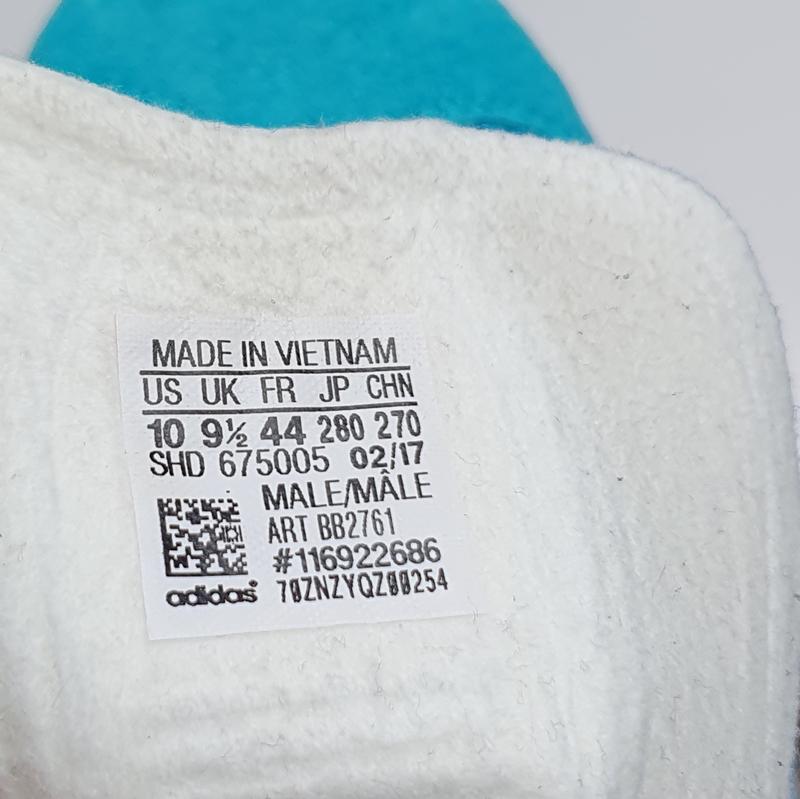 MADE IN VIETNAM
US UK FR JP CHN
10 9½ 44 280 270
SHD 675005 02/17
MALE/MÂLE
ART BB2761
#116922686
adidas® 70ZNZYQZ00254